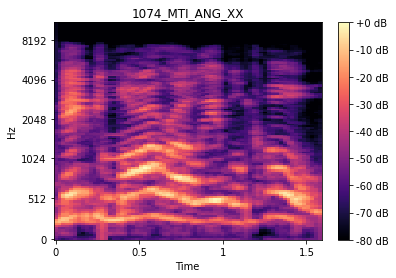 1074_MTI_ANG_XX
+0 dB
8192
-10 dB
4096
-20 dB
-30 dB
2048
Hz
-40 dB
1024
-50 dB
512
-60 dB
-70 dB
0
-80 dB
0
0.5
1
1.5
Time